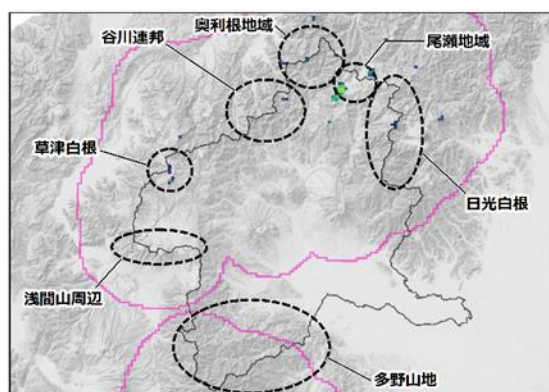 奥利根地域
谷川連邦
尾瀬地域
草津白根
日光白根
浅間山周辺
多野山地